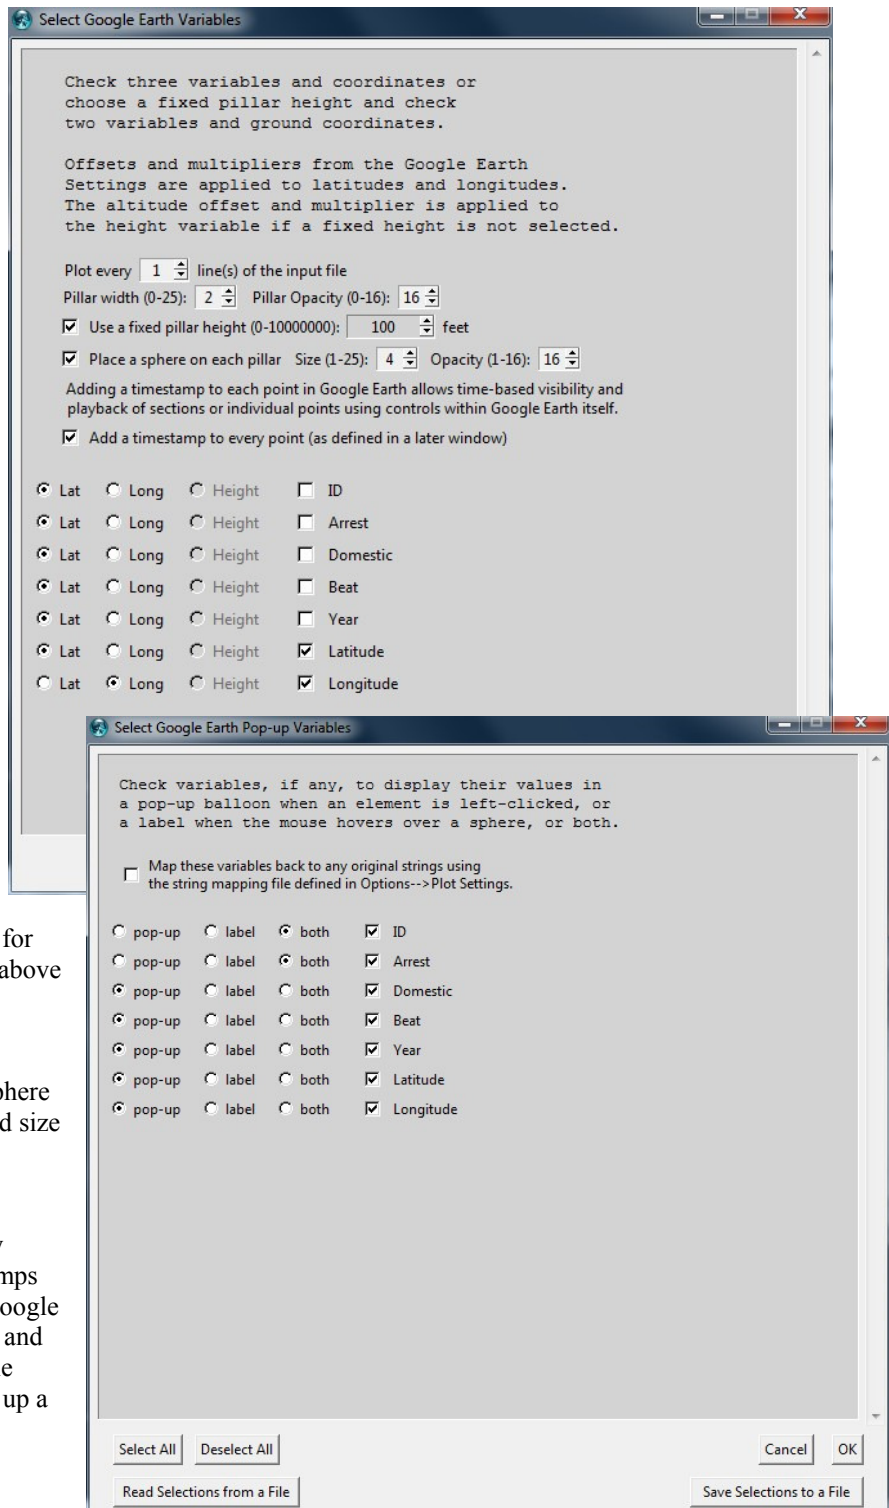 Select Google Earth Variables
Check three variables and coordinates or
choose a fixed pillar height and check
two variables and ground coordinates.
Offsets and multipliers from the Google Earth
Settings are applied to latitudes and longitudes.
The altitude offset and multiplier is applied to
the height variable if a fixed height is not selected.
Plot every 1 line(s) of the input file
Pillar width (0-25): 2 Pillar Opacity (0-16): 16
Use a fixed pillar height (0-10000000): 100 feet
Place a sphere on each pillar Size (1-25): 4 Opacity (1-16): 16
Adding a timestamp to each point in Google Earth allows time-based visibility and
playback of sections or individual points using controls within Google Earth itself.
Add a timestamp to every point (as defined in a later window)
Lat Long Height ID
Lat Long Height Arrest
Lat Long Height Domestic
Lat Long Height Beat
Lat Long Height Year
Lat Long Height Latitude
Lat Long Height Longitude
Select Google Earth Pop-up Variables
Check variables, if any, to display their values in
a pop-up balloon when an element is left-clicked, or
a label when the mouse hovers over a sphere, or both.
Map these variables back to any original strings using
the string mapping file defined in Options-->Plot Settings.
pop-up label both ID
pop-up label both Arrest
pop-up label both Domestic
pop-up label both Beat
pop-up label both Year
pop-up label both Latitude
pop-up label both Longitude
Select All Deselect All Cancel OK
Read Selections from a File Save Selections to a File
for
above
size
and
up a